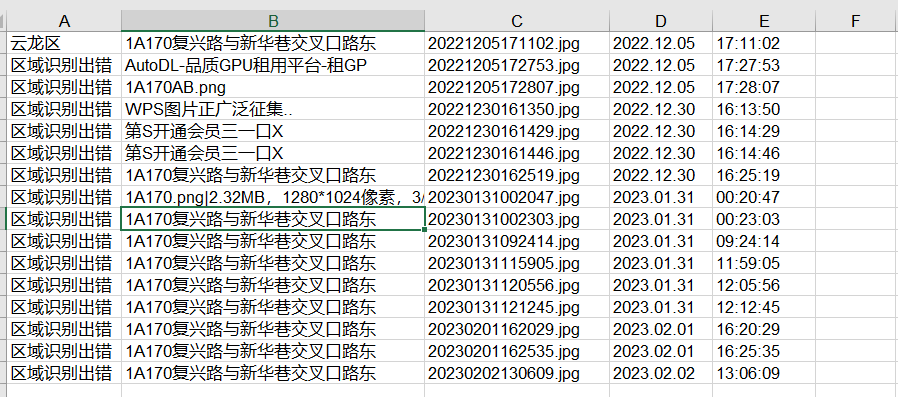 A B C D E F
云龙区 1A170复兴路与新华巷交叉口路东 20221205171102.jpg 2022.12.05 17:11:02
区域识别出错 AutoDL-品质GPU租用平台-租GP 20221205172753.jpg 2022.12.05 17:27:53
区域识别出错 1A170AB.png 20221205172807.jpg 2022.12.05 17:28:07
区域识别出错 WPS图片正广泛征集.. 20221230161350.jpg 2022.12.30 16:13:50
区域识别出错 第S开通会员三一口X 20221230161429.jpg 2022.12.30 16:14:29
区域识别出错 第S开通会员三一口X 20221230161446.jpg 2022.12.30 16:14:46
区域识别出错 1A170复兴路与新华巷交叉口路东 20221230162519.jpg 2022.12.30 16:25:19
区域识别出错 1A170.png|2.32MB，1280*1024像素，3/ 20230131002047.jpg 2023.01.31 00:20:47
区域识别出错 1A170复兴路与新华巷交叉口路东 20230131002303.jpg 2023.01.31 00:23:03
区域识别出错 1A170复兴路与新华巷交叉口路东 20230131092414.jpg 2023.01.31 09:24:14
区域识别出错 1A170复兴路与新华巷交叉口路东 20230131115905.jpg 2023.01.31 11:59:05
区域识别出错 1A170复兴路与新华巷交叉口路东 20230131120556.jpg 2023.01.31 12:05:56
区域识别出错 1A170复兴路与新华巷交叉口路东 20230131121245.jpg 2023.01.31 12:12:45
区域识别出错 1A170复兴路与新华巷交叉口路东 20230201162029.jpg 2023.02.01 16:20:29
区域识别出错 1A170复兴路与新华巷交叉口路东 20230201162535.jpg 2023.02.01 16:25:35
区域识别出错 1A170复兴路与新华巷交叉口路东 20230202130609.jpg 2023.02.02 13:06:09